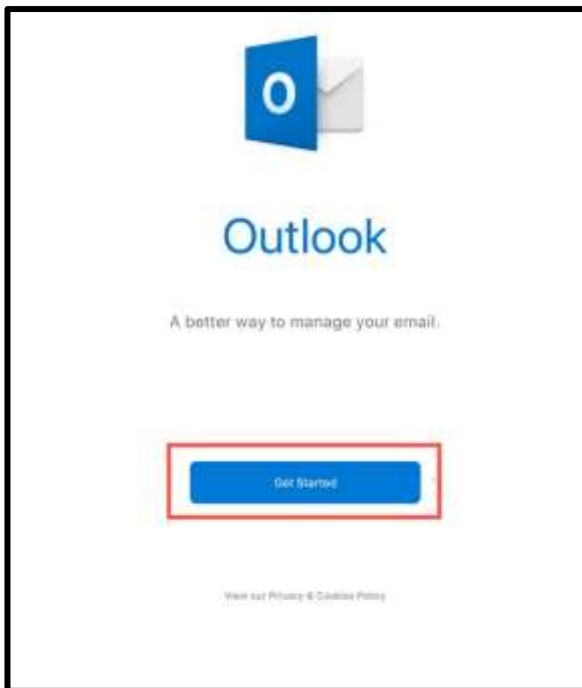 O
Outlook
A better way to manage your email.
Get Started
View our Privacy & Cookies Policy